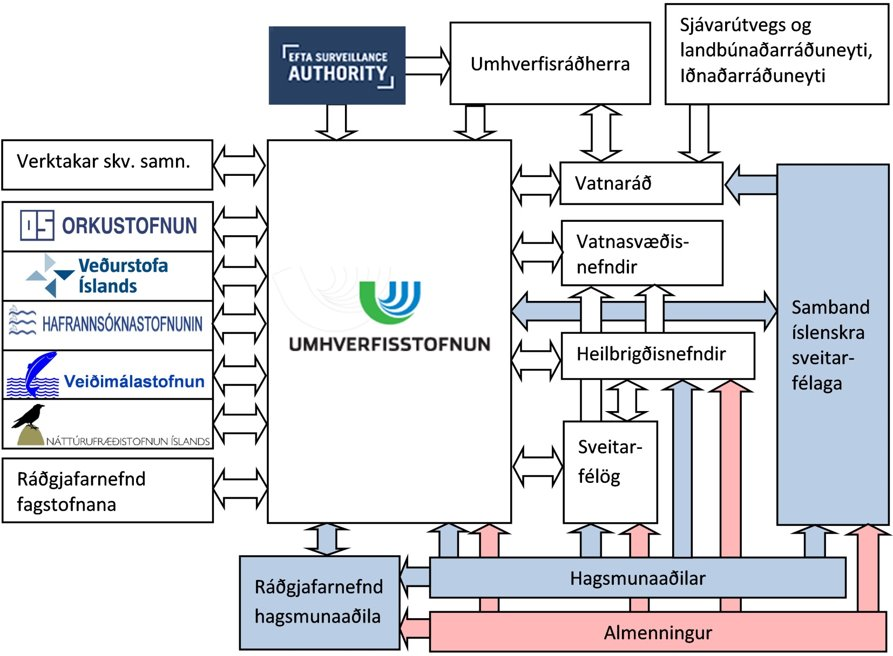 EFTA SURVEILLANCE
AUTHORITY
Umhverfisráðherra
Sjávarútvegs og
landbúnaðarráðuneyti,
Iðnaðarráðuneyti
Verktakar skv. samn.
OS ORKUSTOFNUN
Veðurstofa
Íslands
HAFRANNSÓKNASTOFNUNIN
Veiðimálastofnun
NÁTTÚRUFRÆÐISTOFNUN ÍSLANDS
Ráðgjafarnefnd
fagstofnana
UMHVERFISSTOFNUN
Vatnaráð
Vatnasvæðis-
nefndir
Heilbrigðisnefndir
Sveitar-
félög
Samband
íslenskra
sveitar-
félaga
Ráðgjafarnefnd
hagsmunaaðila
Hagsmunaaðilar
Almenningur